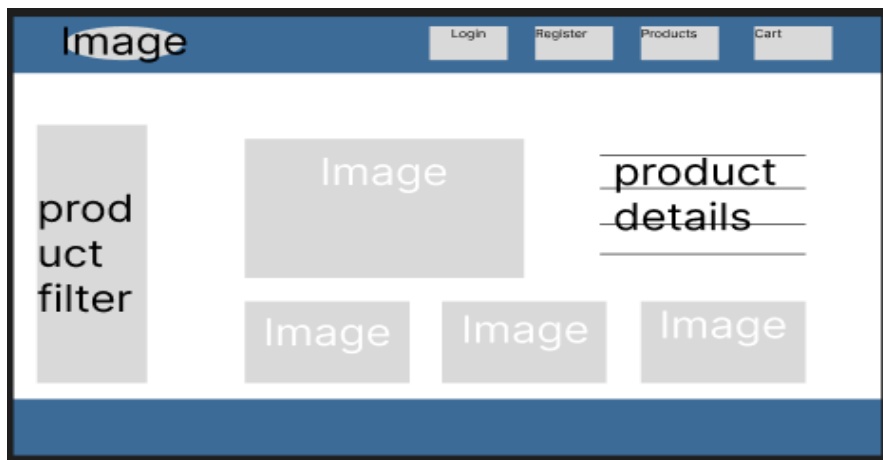 Image
Login
Register
Products
Cart
prod
uct
filter
Image
product
details
Image
Image
Image